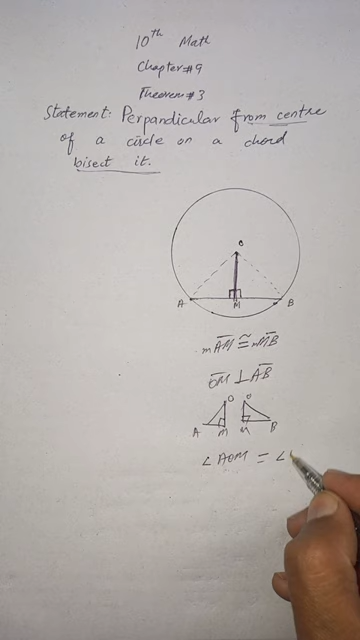 10th Math
Chapter#9
Theorem#3
Statement: Perpandicular from centre
of a circle on a chord
bisect it.
O
A M B
mAM ≅ mMB
OM ⊥ AB
O O
A M M B
∠AOM = ∠